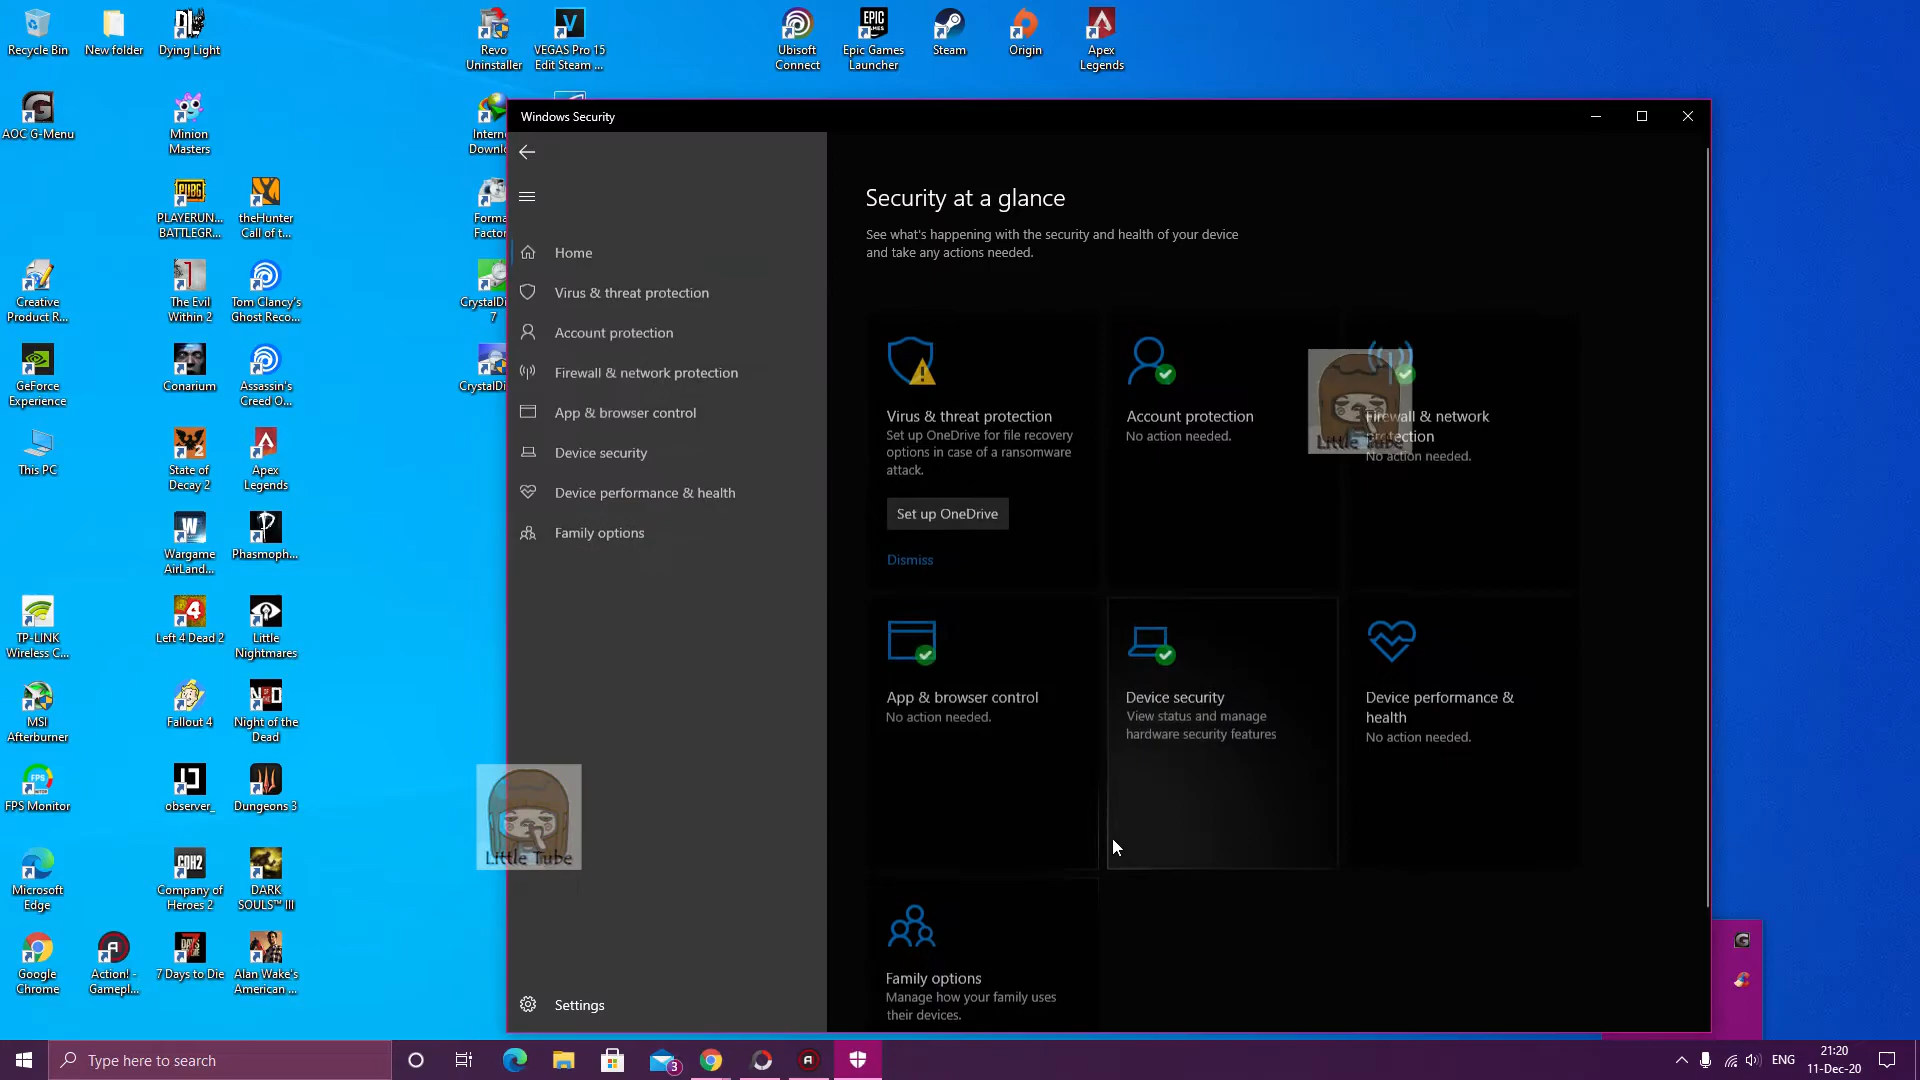 Recycle Bin
New folder
Dying Light
Revo
Uninstaller
VEGAS Pro 15
Edit Steam ...
Ubisoft
Connect
Epic Games
Launcher
Steam
Origin
Apex
Legends
AOC G-Menu
Minion
Masters
Intern
Downl
PLAYERUN...
BATTLEGR...
theHunter
Call of t...
Forma
Factor
Creative
Product R...
The Evil
Within 2
Tom Clancy's
Ghost Reco...
CrystalDi
7
GeForce
Experience
Conarium
Assassin's
Creed O...
CrystalDi
This PC
State of
Decay 2
Apex
Legends
Wargame
AirLand...
Phasmoph...
TP-LINK
Wireless C...
Left 4 Dead 2
Little
Nightmares
MSI
Afterburner
Fallout 4
Night of the
Dead
FPS Monitor
observer_
Dungeons 3
Microsoft
Edge
Company of
Heroes 2
DARK
SOULS™ III
Google
Chrome
Action! -
Gamepl...
7 Days to Die
Alan Wake's
American ...
Windows Security
Home
Virus & threat protection
Account protection
Firewall & network protection
App & browser control
Device security
Device performance & health
Family options
Settings
Security at a glance
See what's happening with the security and health of your device
and take any actions needed.
Virus & threat protection
Set up OneDrive for file recovery
options in case of a ransomware
attack.
Set up OneDrive
Dismiss
Account protection
No action needed.
Firewall & network
protection
No action needed.
Little Tube
App & browser control
No action needed.
Device security
View status and manage
hardware security features
Device performance &
health
No action needed.
Family options
Manage how your family uses
their devices.
Little Tube
Type here to search
3
ENG
21:20
11-Dec-20